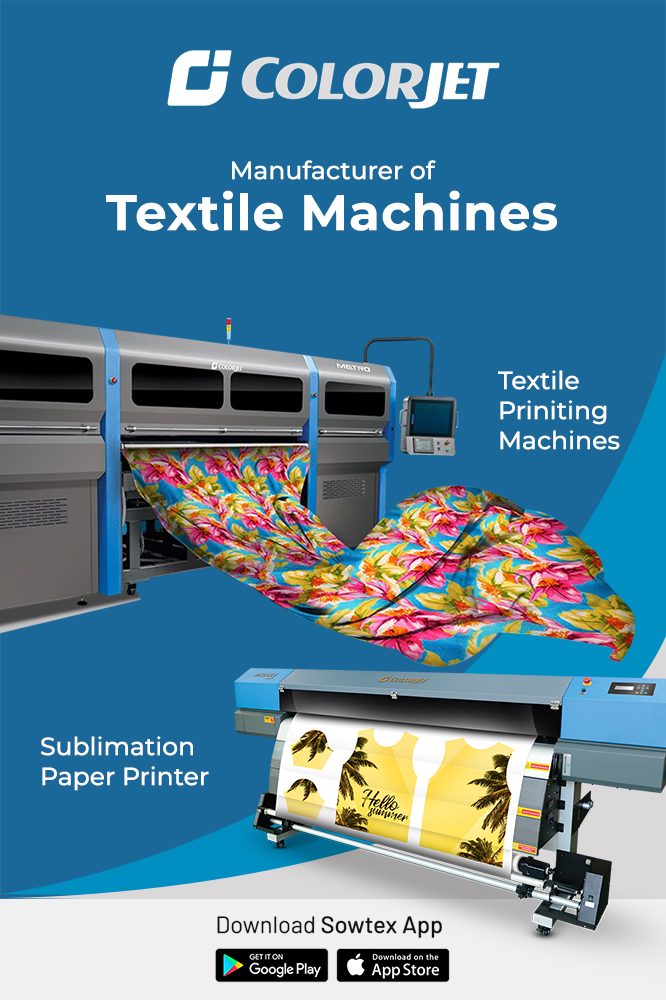 COLORJET
Manufacturer of
Textile Machines
COLORJET
METRO
Textile
Priniting
Machines
COLORJET
Sublimation
Paper Printer
Hello
summer
Download Sowtex App
GET IT ON
Google Play
Download on the
App Store